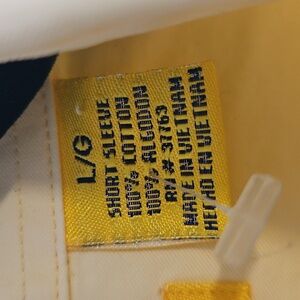 L/G
SHORT SLEEVE
100% COTTON
100% ALGODON
RN # 37763
MADE IN VIETNAM
HECHO EN VIETNAM